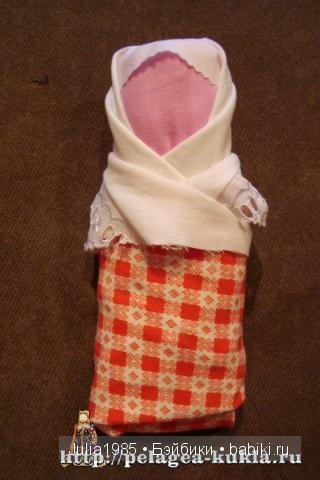 Julia1985 • Бэйбики • babiki.ru
http://pelagea-kukla.ru